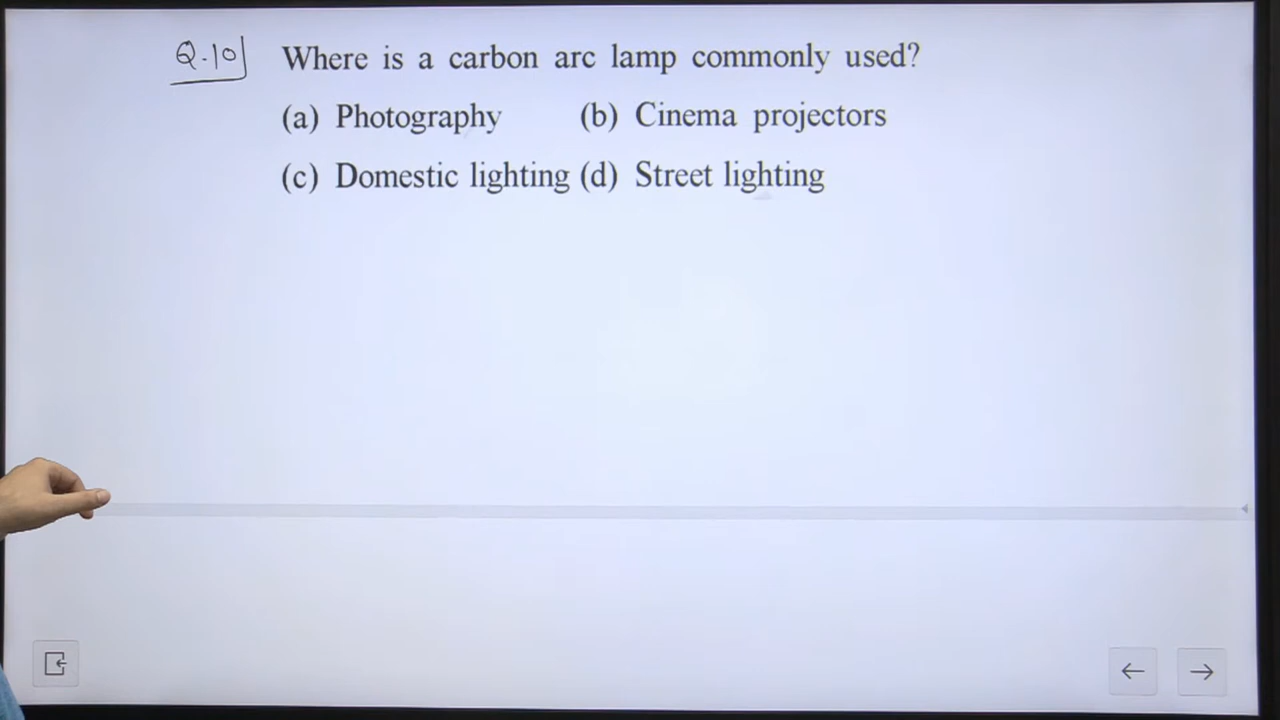 Q.10 Where is a carbon arc lamp commonly used?
(a) Photography (b) Cinema projectors
(c) Domestic lighting (d) Street lighting